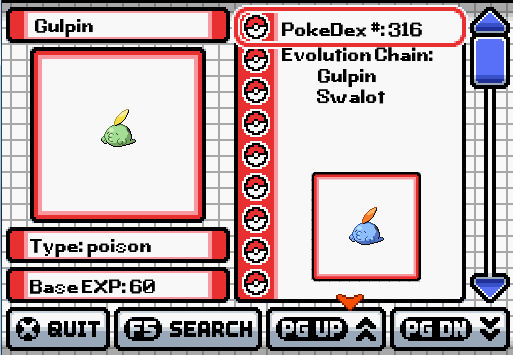 Gulpin
PokeDex #: 316
Evolution Chain:
Gulpin
Swalot
Type: poison
Base EXP: 60
X QUIT
F5 SEARCH
PG UP
PG DN